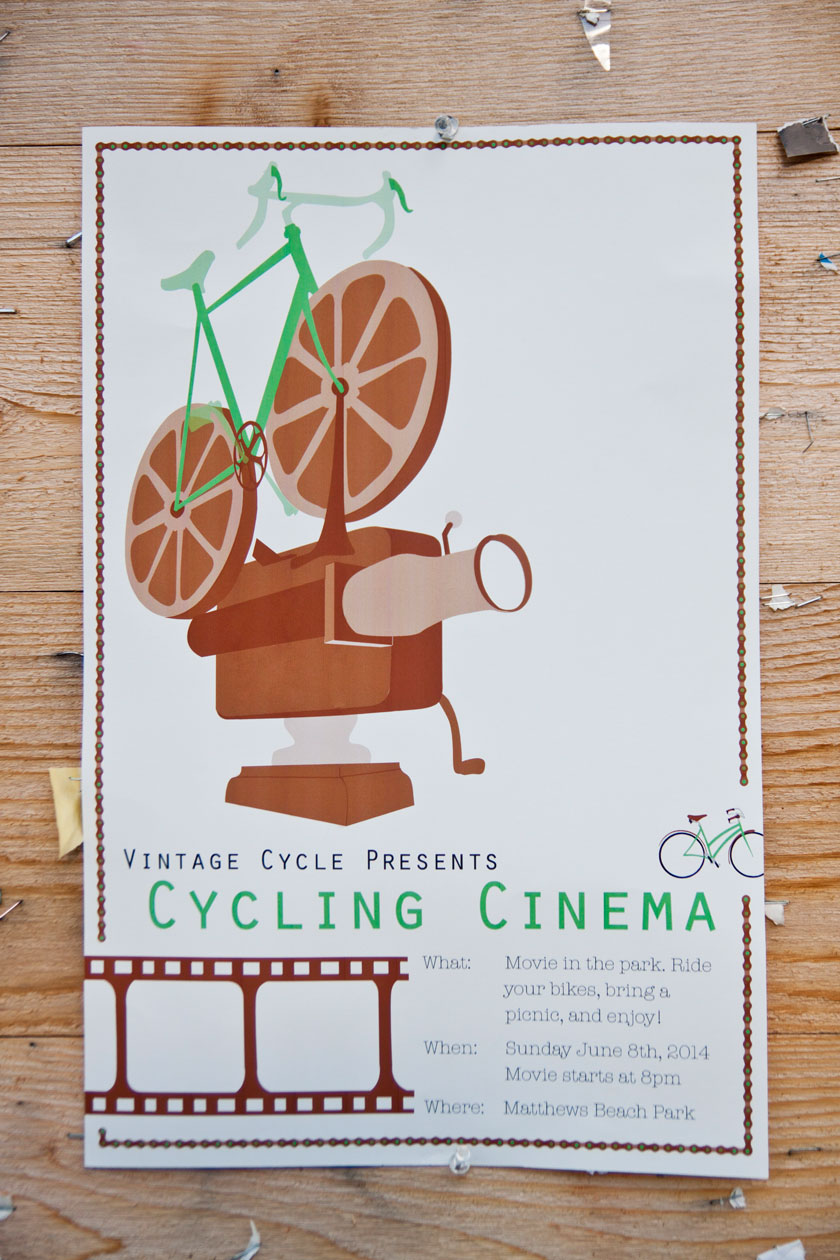 Vintage Cycle Presents
Cycling Cinema
What: Movie in the park. Ride
your bikes, bring a
picnic, and enjoy!
When: Sunday June 8th, 2014
Movie starts at 8pm
Where: Matthews Beach Park